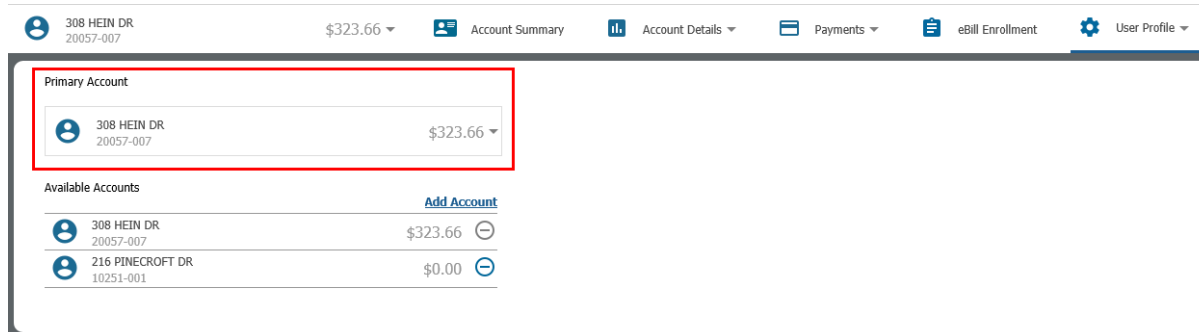 308 HEIN DR
20057-007
$323.66
Account Summary
Account Details
Payments
eBill Enrollment
User Profile
Primary Account
308 HEIN DR
20057-007
$323.66
Available Accounts
Add Account
308 HEIN DR
20057-007
$323.66
216 PINECROFT DR
10251-001
$0.00